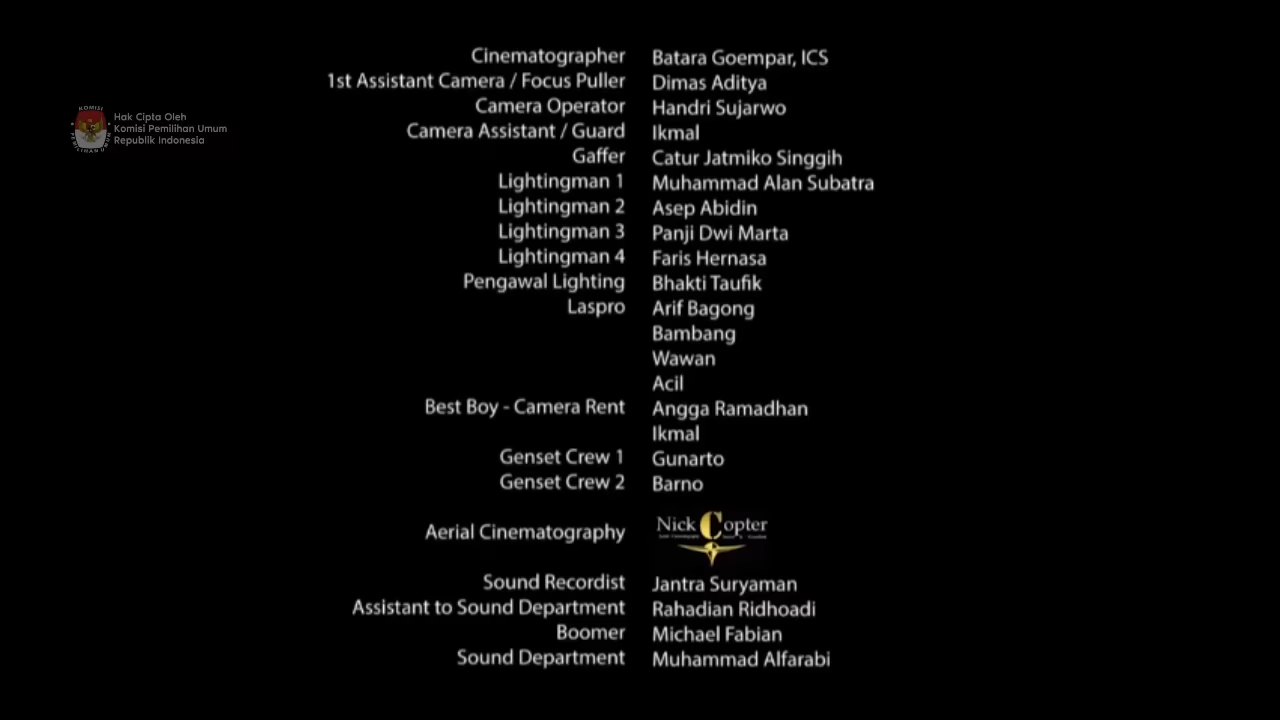 Cinematographer Batara Goempar, ICS
1st Assistant Camera / Focus Puller Dimas Aditya
Camera Operator Handri Sujarwo
Camera Assistant / Guard Ikmal
Gaffer Catur Jatmiko Singgih
Lightingman 1 Muhammad Alan Subatra
Lightingman 2 Asep Abidin
Lightingman 3 Panji Dwi Marta
Lightingman 4 Faris Hernasa
Pengawal Lighting Bhakti Taufik
Laspro Arif Bagong
Bambang
Wawan
Acil
Best Boy - Camera Rent Angga Ramadhan
Ikmal
Genset Crew 1 Gunarto
Genset Crew 2 Barno
Aerial Cinematography Nick Copter
Sound Recordist Jantra Suryaman
Assistant to Sound Department Rahadian Ridhoadi
Boomer Michael Fabian
Sound Department Muhammad Alfarabi
KOMISI
PEMILIHAN UMUM
Hak Cipta Oleh
Komisi Pemilihan Umum
Republik Indonesia